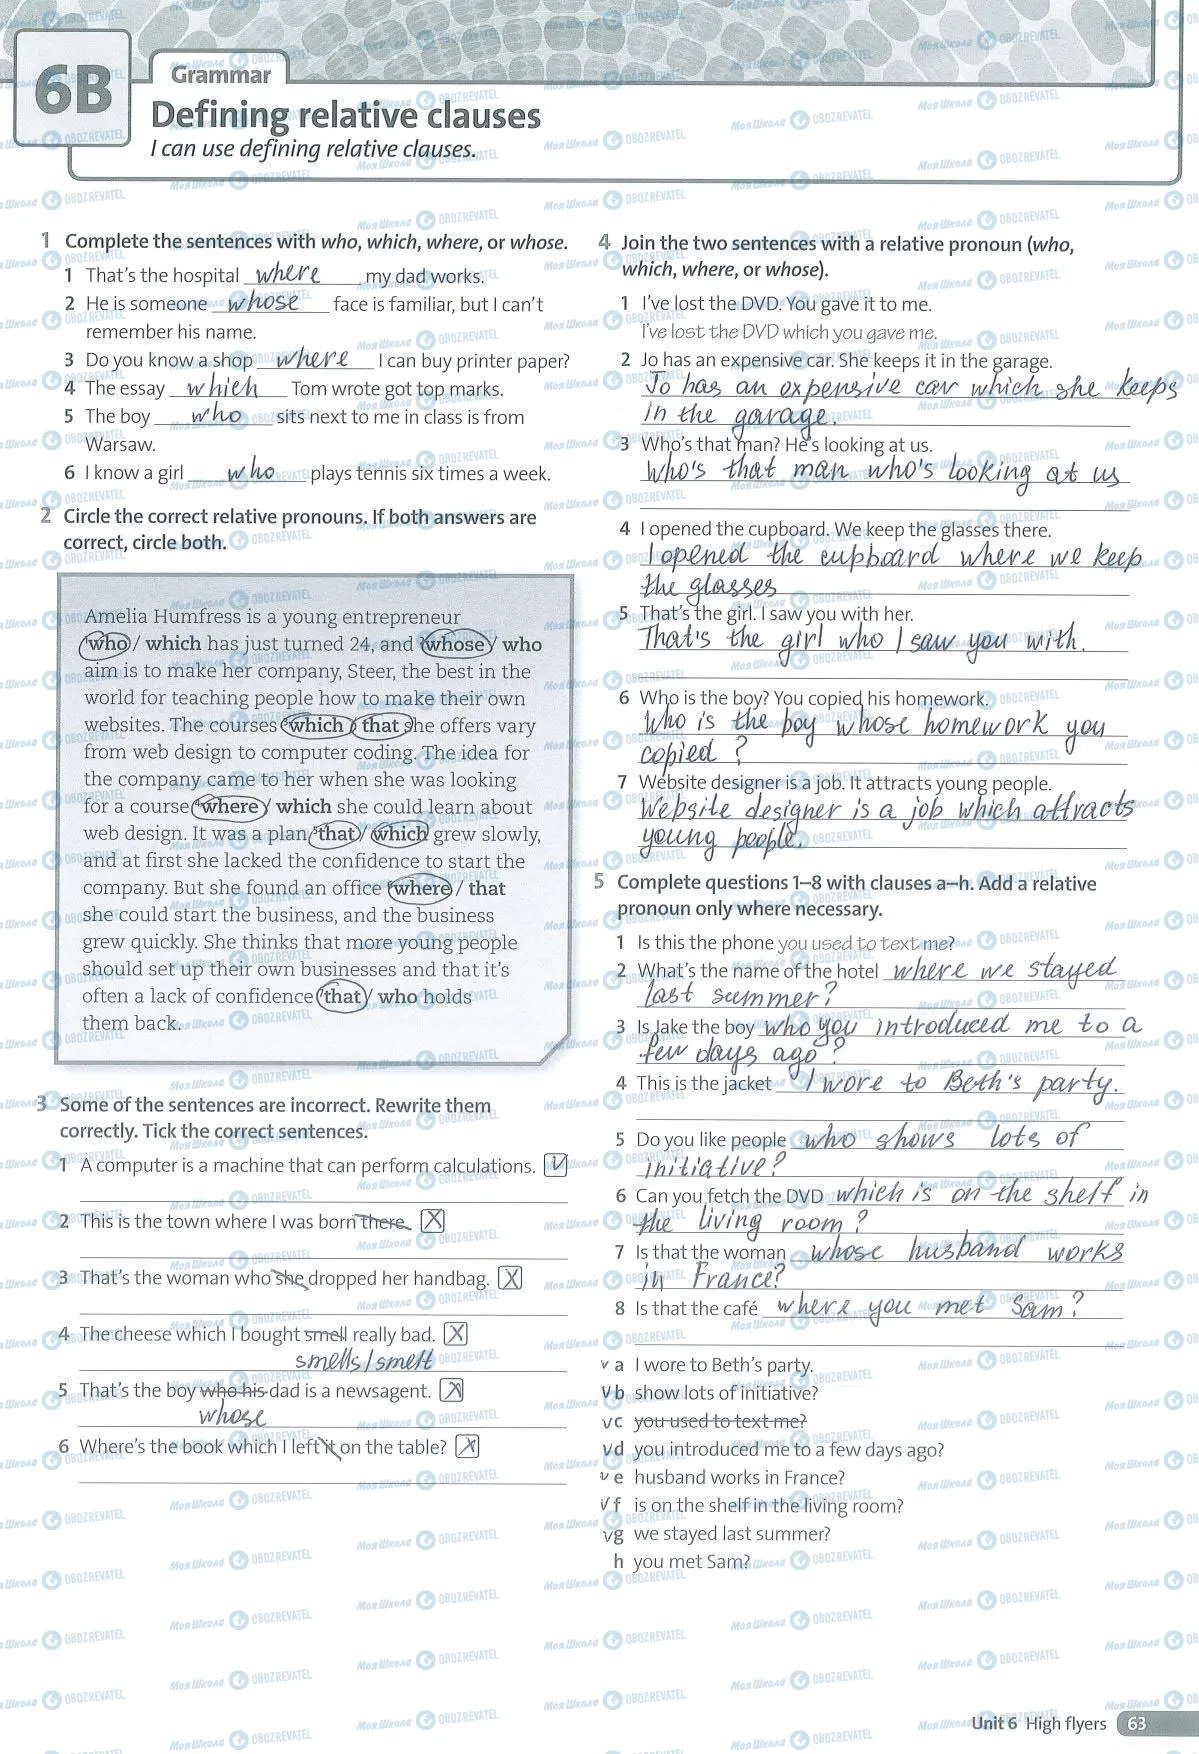 6B
Grammar
Defining relative clauses
I can use defining relative clauses.
1 Complete the sentences with who, which, where, or whose.
1 That's the hospital where my dad works.
2 He is someone whose face is familiar, but I can't
remember his name.
3 Do you know a shop where I can buy printer paper?
4 The essay which Tom wrote got top marks.
5 The boy who sits next to me in class is from
Warsaw.
6 I know a girl who plays tennis six times a week.
2 Circle the correct relative pronouns. If both answers are
correct, circle both.
Amelia Humfress is a young entrepreneur
¹who / which has just turned 24, and ²whose / who
aim is to make her company, Steer, the best in the
world for teaching people how to make their own
websites. The courses ³which / that she offers vary
from web design to computer coding. The idea for
the company came to her when she was looking
for a course ⁴where / which she could learn about
web design. It was a plan ⁵that / which grew slowly,
and at first she lacked the confidence to start the
company. But she found an office ⁶where / that
she could start the business, and the business
grew quickly. She thinks that more young people
should set up their own businesses and that it's
often a lack of confidence ⁷that / who holds
them back.
3 Some of the sentences are incorrect. Rewrite them
correctly. Tick the correct sentences.
1 A computer is a machine that can perform calculations. V
2 This is the town where I was born there. X
3 That's the woman who she dropped her handbag. X
4 The cheese which I bought smell really bad. X
smells/smelt
5 That's the boy who his dad is a newsagent. X
whose
6 Where's the book which I left it on the table? X
4 Join the two sentences with a relative pronoun (who,
which, where, or whose).
1 I've lost the DVD. You gave it to me.
I've lost the DVD which you gave me.
2 Jo has an expensive car. She keeps it in the garage.
Jo has an expensive car which she keeps
in the garage.
3 Who's that man? He's looking at us.
Who's that man who's looking at us
4 I opened the cupboard. We keep the glasses there.
I opened the cupboard where we keep
the glasses
5 That's the girl. I saw you with her.
That's the girl who I saw you with.
6 Who is the boy? You copied his homework.
Who is the boy whose homework you
copied?
7 Website designer is a job. It attracts young people.
Website designer is a job which attracts
young people.
5 Complete questions 1–8 with clauses a–h. Add a relative
pronoun only where necessary.
1 Is this the phone you used to text me?
2 What's the name of the hotel where we stayed
last summer?
3 Is Jake the boy who you introduced me to a
few days ago?
4 This is the jacket I wore to Beth's party.
5 Do you like people who shows lots of
initiative?
6 Can you fetch the DVD which is on the shelf in
the living room?
7 Is that the woman whose husband works
in France?
8 Is that the café where you met Sam?
v a I wore to Beth's party.
v b show lots of initiative?
v c you used to text me?
v d you introduced me to a few days ago?
v e husband works in France?
v f is on the shelf in the living room?
v g we stayed last summer?
h you met Sam?
Unit 6 High flyers 63
Моя Школа OBOZREVATEL